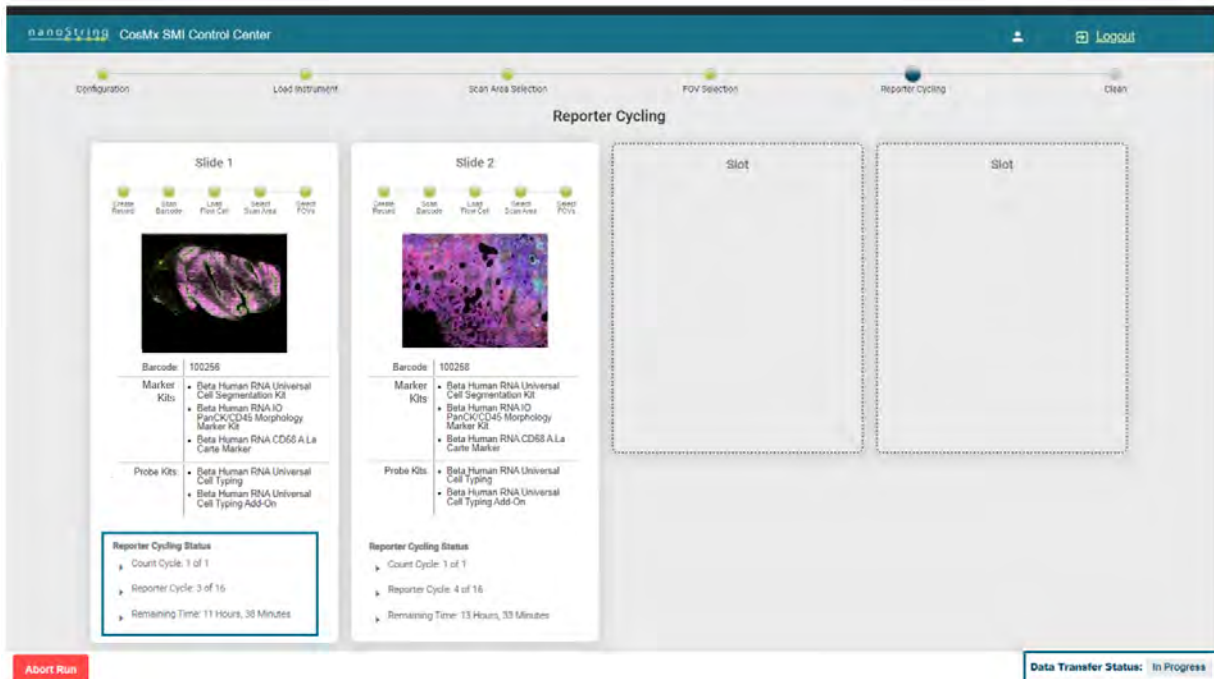 nanoString CosMx SMI Control Center
Logout
Configuration
Load Instrument
Scan Area Selection
FOV Selection
Reporter Cycling
Clean
Reporter Cycling
Slide 1
Create Record
Scan Barcode
Load Flow Cell
Select Scan Area
Select FOVs
Barcode: 100256
Marker Kits:
• Beta Human RNA Universal
Cell Segmentation Kit
• Beta Human RNA IO
PanCK/CD45 Morphology
Marker Kit
• Beta Human RNA CD68 A La
Carte Marker
Probe Kits:
• Beta Human RNA Universal
Cell Typing
• Beta Human RNA Universal
Cell Typing Add-On
Reporter Cycling Status
Count Cycle: 1 of 1
Reporter Cycle: 3 of 16
Remaining Time: 11 Hours, 38 Minutes
Slide 2
Create Record
Scan Barcode
Load Flow Cell
Select Scan Area
Select FOVs
Barcode: 100268
Marker Kits:
• Beta Human RNA Universal
Cell Segmentation Kit
• Beta Human RNA IO
PanCK/CD45 Morphology
Marker Kit
• Beta Human RNA CD68 A La
Carte Marker
Probe Kits:
• Beta Human RNA Universal
Cell Typing
• Beta Human RNA Universal
Cell Typing Add-On
Reporter Cycling Status
Count Cycle: 1 of 1
Reporter Cycle: 4 of 16
Remaining Time: 13 Hours, 33 Minutes
Slot
Slot
Abort Run
Data Transfer Status: In Progress